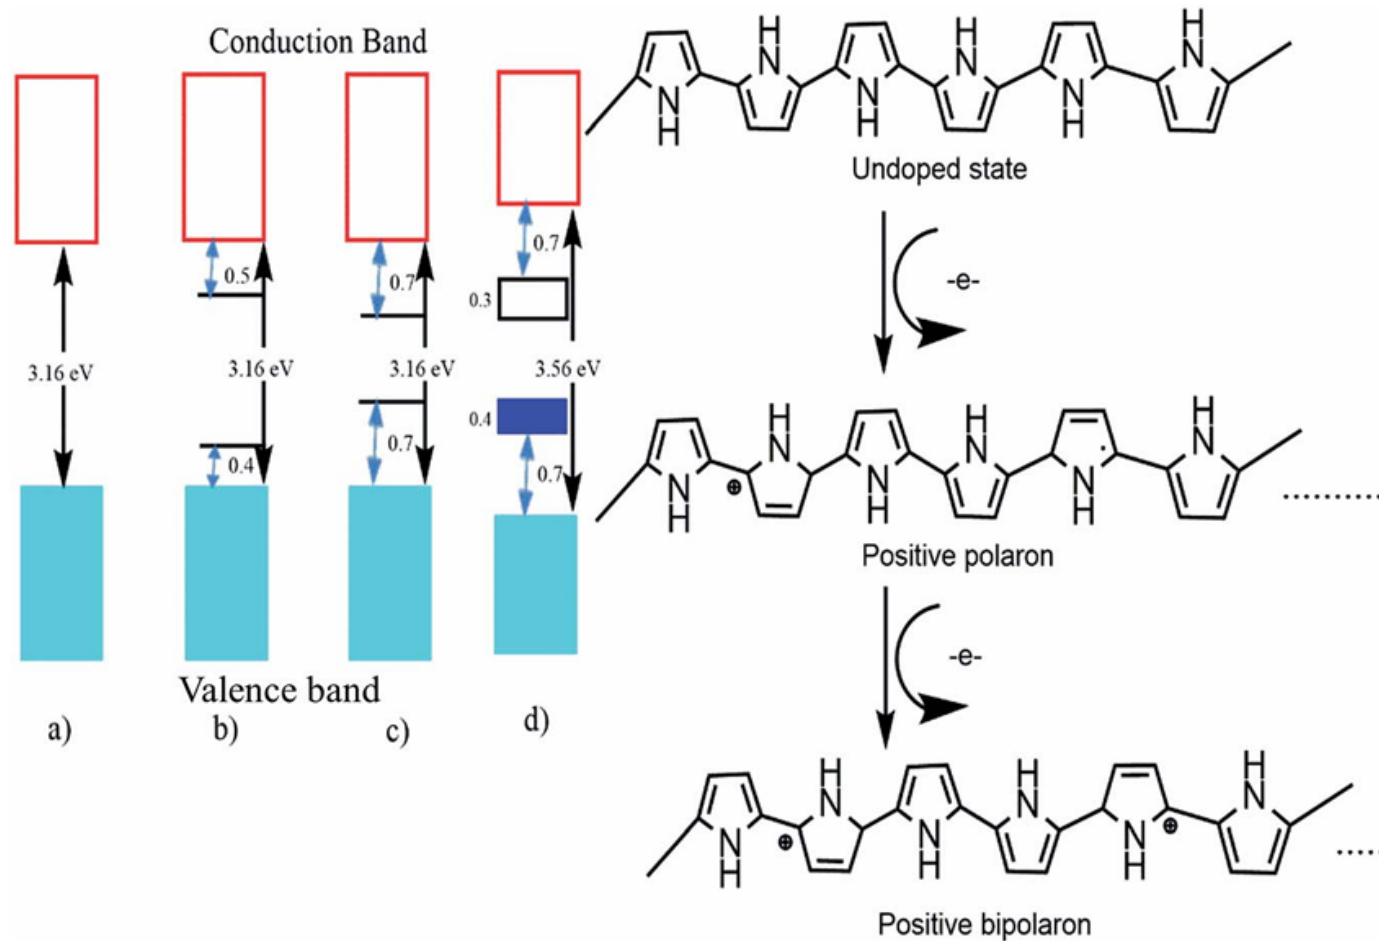 Conduction Band
3.16 eV
0.5
3.16 eV
0.4
0.7
3.16 eV
0.7
0.7
0.3
3.56 eV
0.4
0.7
Valence band
a)
b)
c)
d)
N
H
H
N
N
H
H
N
N
H
H
N
Undoped state
-e-
N
H
H
N
N
H
H
N
N
H
H
N
⊕
Positive polaron
-e-
N
H
H
N
N
H
H
N
N
H
H
N
⊕
⊕
Positive bipolaron